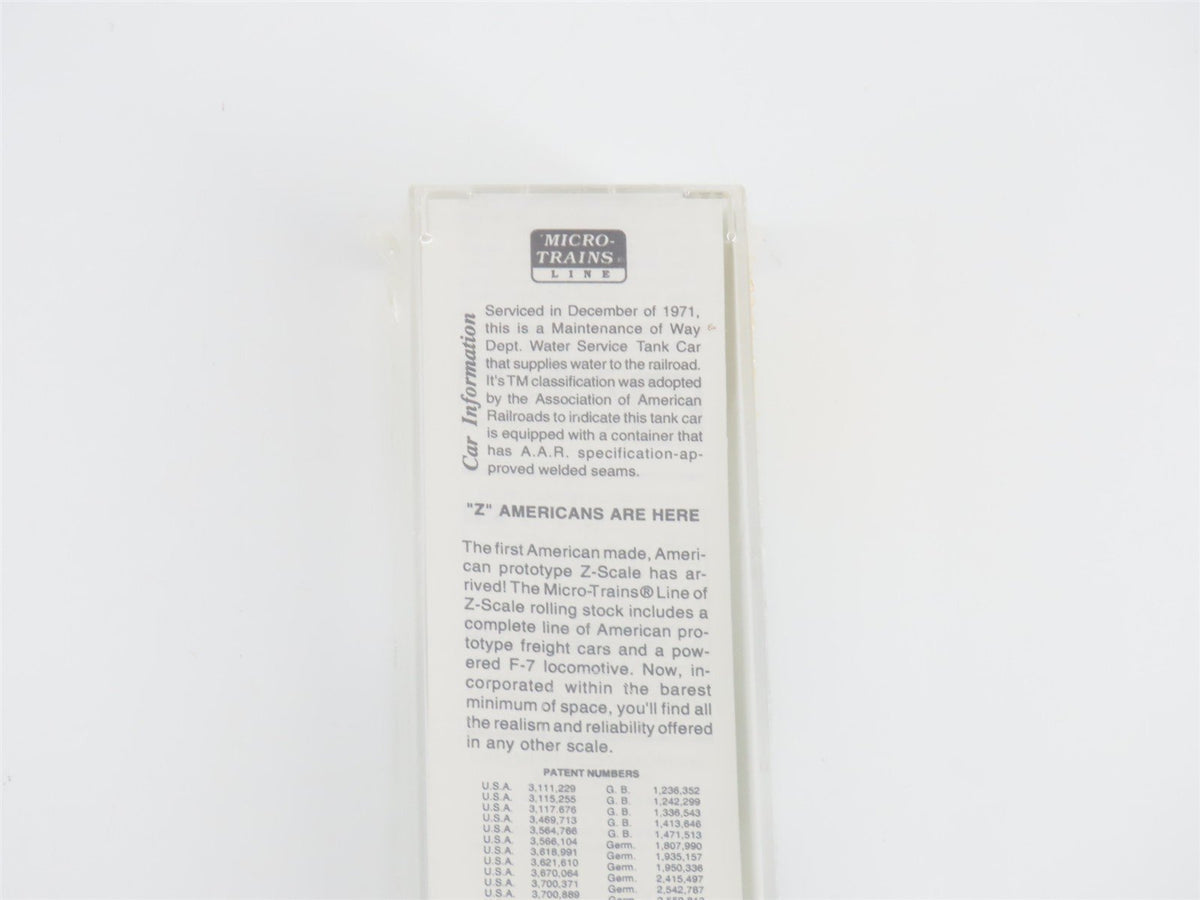 MICRO-
TRAINS®
LINE
Car Information
Serviced in December of 1971,
this is a Maintenance of Way
Dept. Water Service Tank Car
that supplies water to the railroad.
It's TM classification was adopted
by the Association of American
Railroads to indicate this tank car
is equipped with a container that
has A.A.R. specification-ap-
proved welded seams.
"Z" AMERICANS ARE HERE
The first American made, Ameri-
can prototype Z-Scale has ar-
rived! The Micro-Trains® Line of
Z-Scale rolling stock includes a
complete line of American pro-
totype freight cars and a pow-
ered F-7 locomotive. Now, in-
corporated within the barest
minimum of space, you'll find all
the realism and reliability offered
in any other scale.
PATENT NUMBERS
U.S.A. 3,111,229 G. B. 1,236,352
U.S.A. 3,115,255 G. B. 1,242,299
U.S.A. 3,117,676 G. B. 1,336,543
U.S.A. 3,469,713 G. B. 1,413,646
U.S.A. 3,564,766 G. B. 1,471,513
U.S.A. 3,566,104 Germ. 1,807,990
U.S.A. 3,618,991 Germ. 1,935,157
U.S.A. 3,621,610 Germ. 1,950,336
U.S.A. 3,670,064 Germ. 2,415,497
U.S.A. 3,700,371 Germ. 2,542,787
U.S.A. 3,700,889